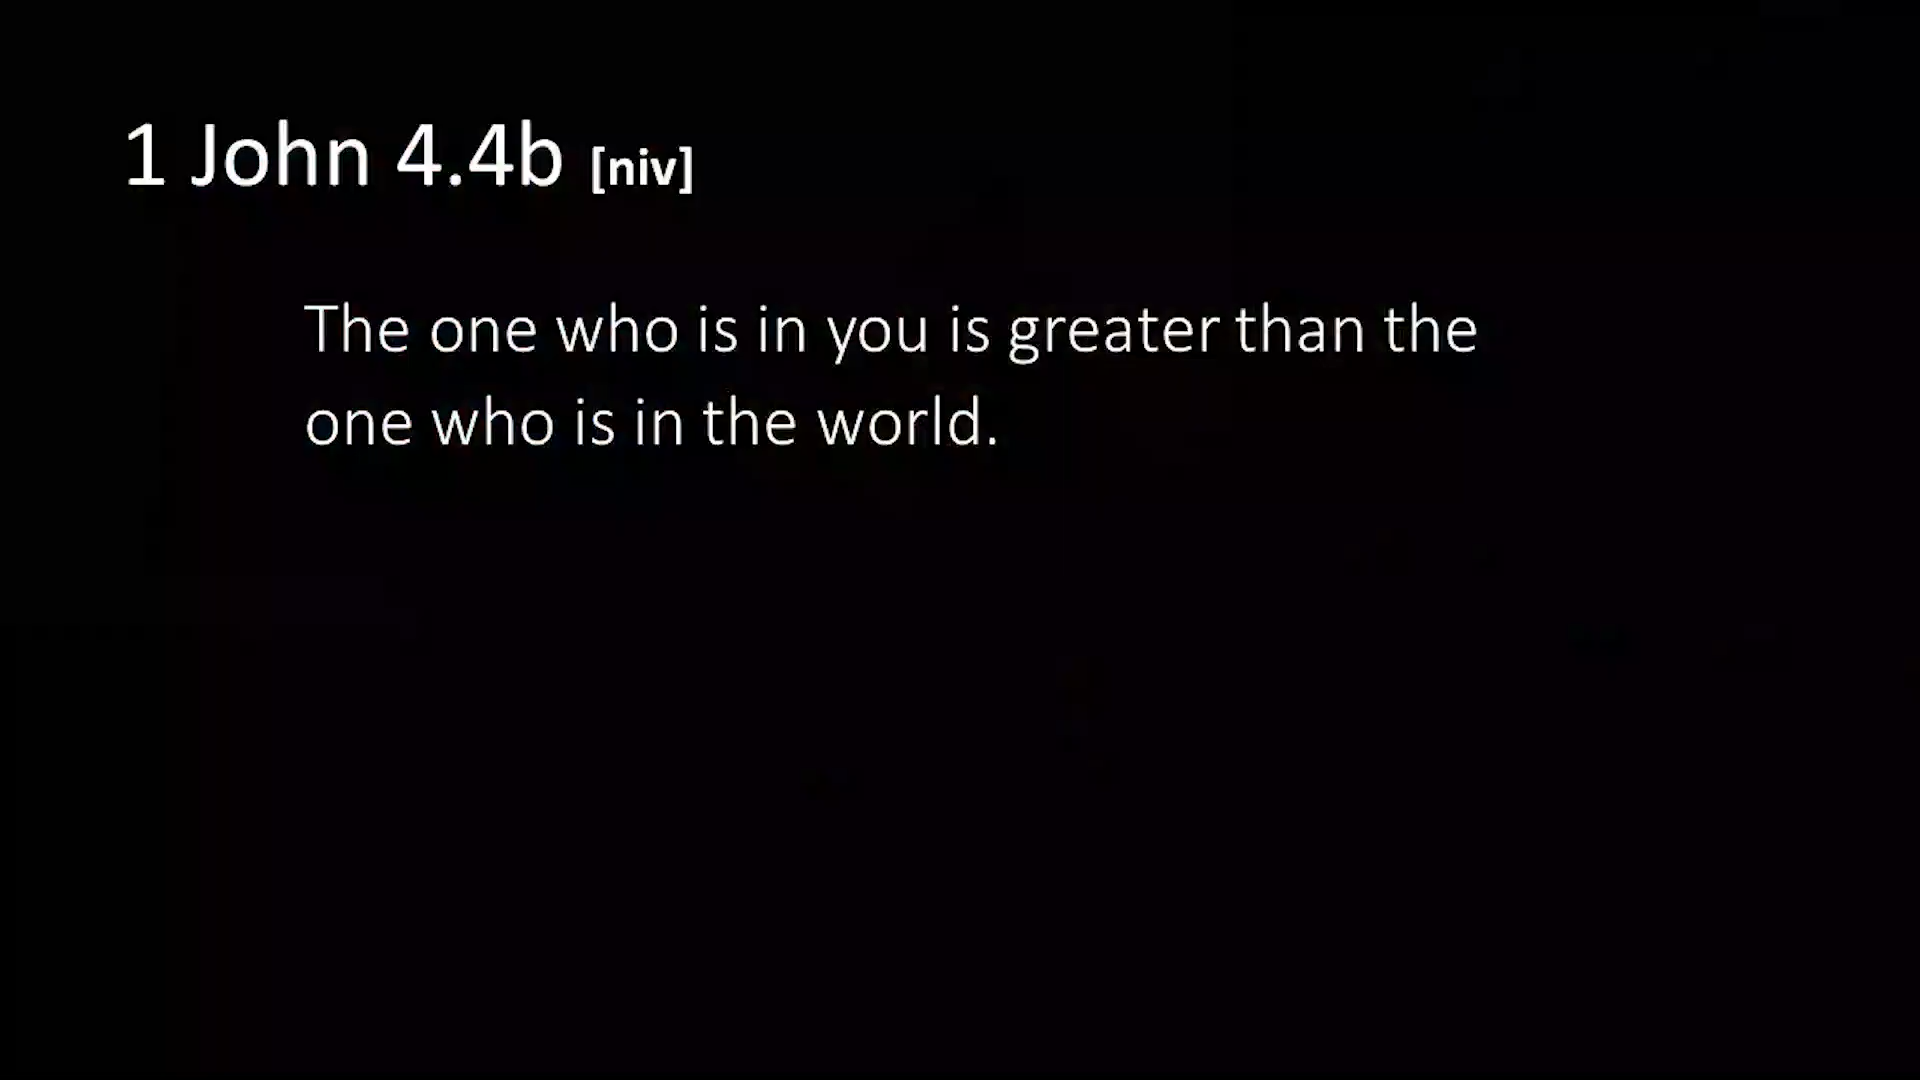 1 John 4.4b [niv]
The one who is in you is greater than the
one who is in the world.